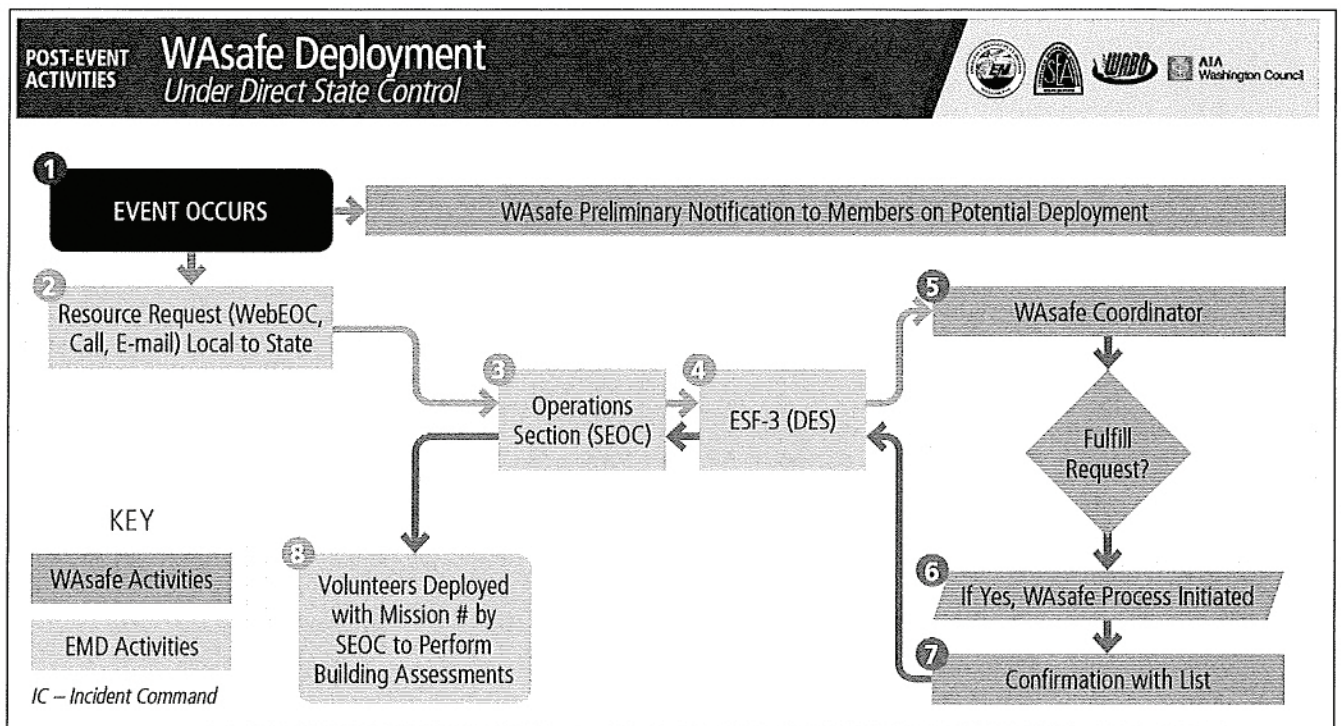 POST-EVENT
ACTIVITIES
WAsafe Deployment
Under Direct State Control
WABO
AIA
Washington Council
1
EVENT OCCURS
WAsafe Preliminary Notification to Members on Potential Deployment
2
Resource Request (WebEOC,
Call, E-mail) Local to State
3
Operations
Section (SEOC)
4
ESF-3 (DES)
5
WAsafe Coordinator
Fulfill
Request?
6
If Yes, WAsafe Process Initiated
7
Confirmation with List
8
Volunteers Deployed
with Mission # by
SEOC to Perform
Building Assessments
KEY
WAsafe Activities
EMD Activities
IC – Incident Command